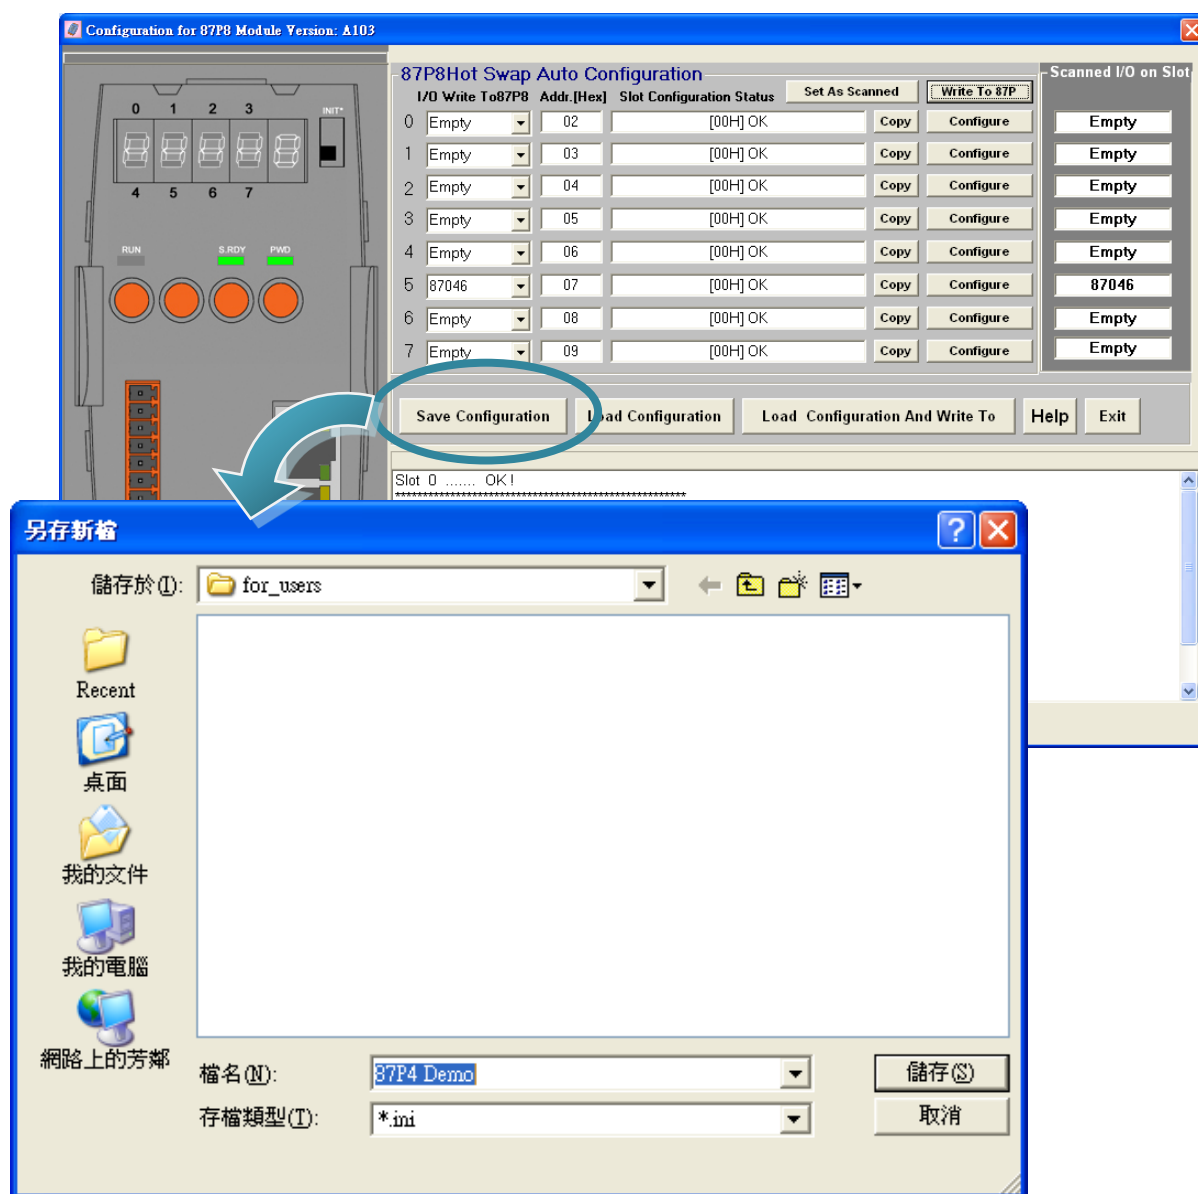 Configuration for 87P8 Module Version: A103
0 1 2 3
INIT*
4 5 6 7
RUN S.RDY PWD
87P8Hot Swap Auto Configuration
I/O Write To87P8 Addr.[Hex] Slot Configuration Status Set As Scanned Write To 87P
Scanned I/O on Slot
0 Empty 02 [00H] OK Copy Configure Empty
1 Empty 03 [00H] OK Copy Configure Empty
2 Empty 04 [00H] OK Copy Configure Empty
3 Empty 05 [00H] OK Copy Configure Empty
4 Empty 06 [00H] OK Copy Configure Empty
5 87046 07 [00H] OK Copy Configure 87046
6 Empty 08 [00H] OK Copy Configure Empty
7 Empty 09 [00H] OK Copy Configure Empty
Save Configuration Load Configuration Load Configuration And Write To Help Exit
Slot 0 ....... OK!
另存新檔
儲存於(I): for_users
Recent
桌面
我的文件
我的電腦
網路上的芳鄰
檔名(N): 87P4 Demo 儲存(S)
存檔類型(T): *.ini 取消